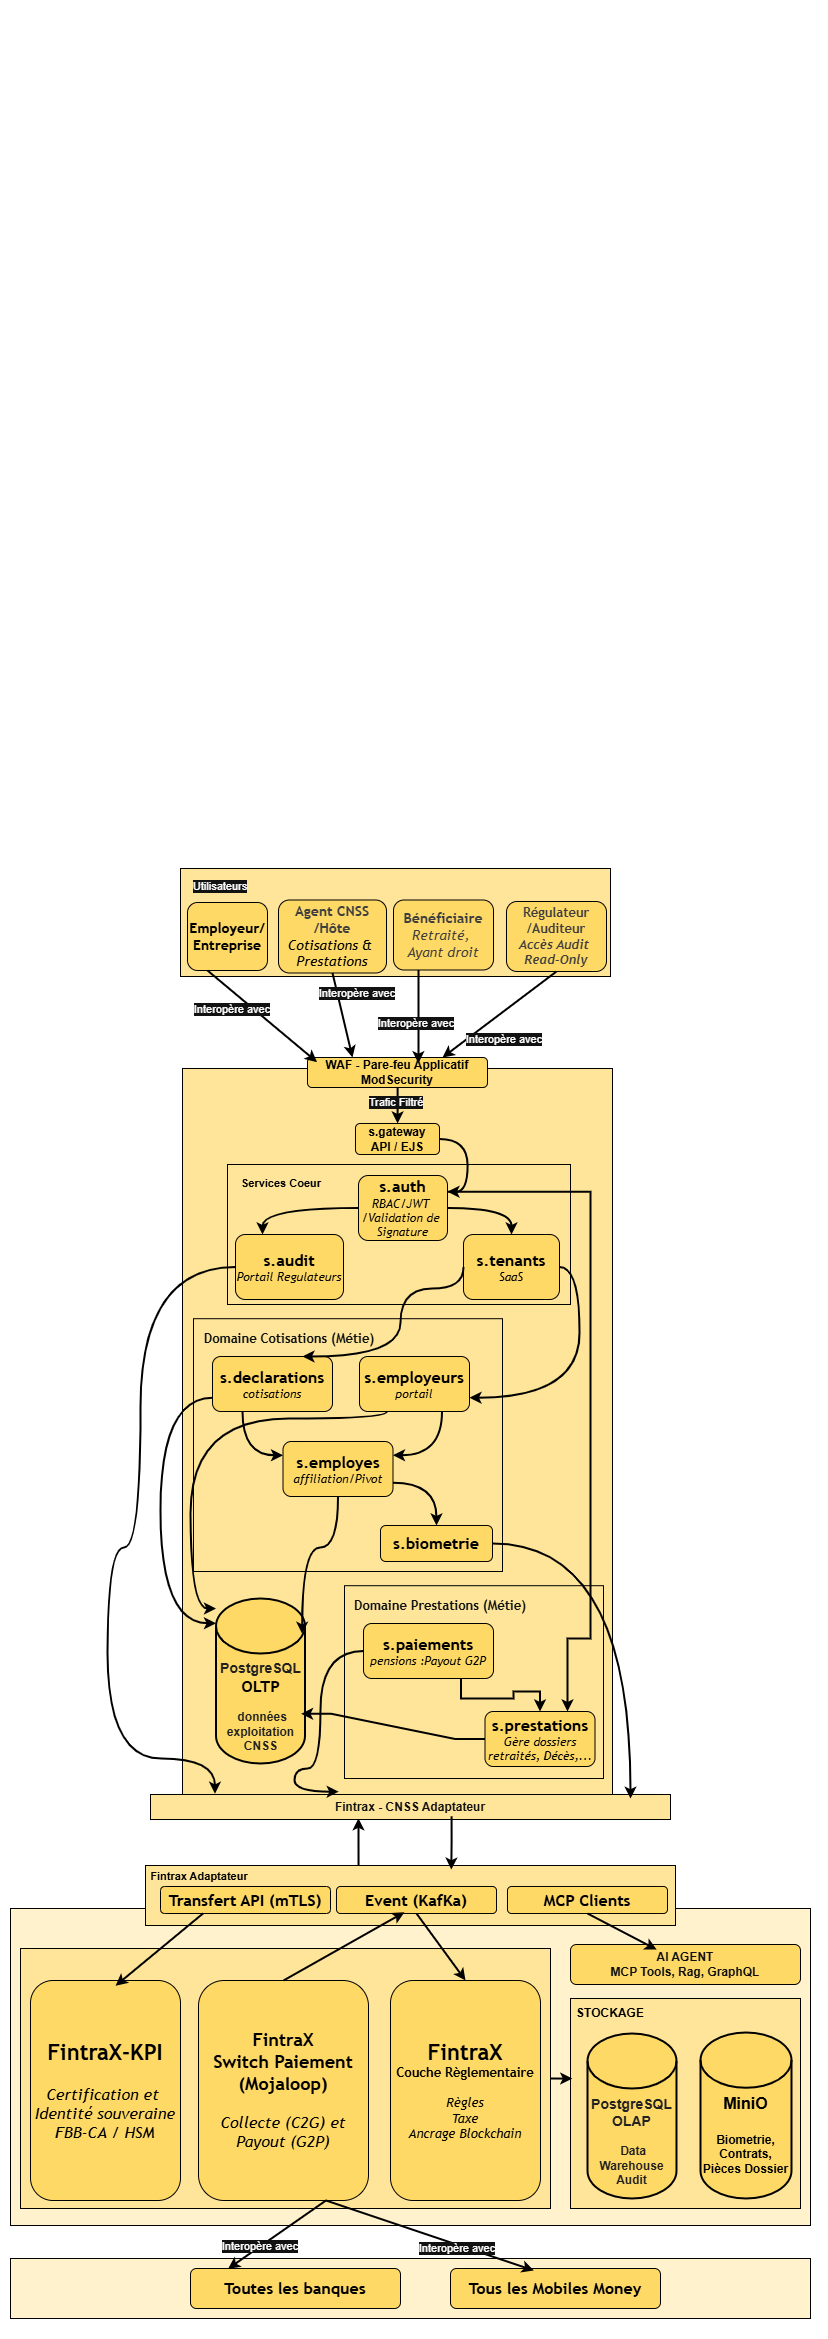 Utilisateurs
Employeur/
Entreprise
Agent CNSS
/Hôte
Cotisations &
Prestations
Bénéficiaire
Retraité,
Ayant droit
Régulateur
/Auditeur
Accès Audit
Read-Only
Interopère avec
Interopère avec
Interopère avec
Interopère avec
WAF - Pare-feu Applicatif
ModSecurity
Trafic Filtré
s.gateway
API / EJS
Services Coeur
s.auth
RBAC/JWT
/Validation de
Signature
s.audit
Portail Regulateurs
s.tenants
SaaS
Domaine Cotisations (Métie)
s.declarations
cotisations
s.employeurs
portail
s.employes
affiliation/Pivot
s.biometrie
Domaine Prestations (Métie)
s.paiements
pensions :Payout G2P
s.prestations
Gère dossiers
retraités, Décès,...
PostgreSQL
OLTP
données
exploitation
CNSS
Fintrax - CNSS Adaptateur
Fintrax Adaptateur
Transfert API (mTLS)
Event (KafKa)
MCP Clients
AI AGENT
MCP Tools, Rag, GraphQL
FintraX-KPI
Certification et
Identité souveraine
FBB-CA / HSM
FintraX
Switch Paiement
(Mojaloop)
Collecte (C2G) et
Payout (G2P)
FintraX
Couche Règlementaire
Règles
Taxe
Ancrage Blockchain
STOCKAGE
PostgreSQL
OLAP
Data
Warehouse
Audit
MiniO
Biometrie,
Contrats,
Pièces Dossier
Interopère avec
Interopère avec
Toutes les banques
Tous les Mobiles Money